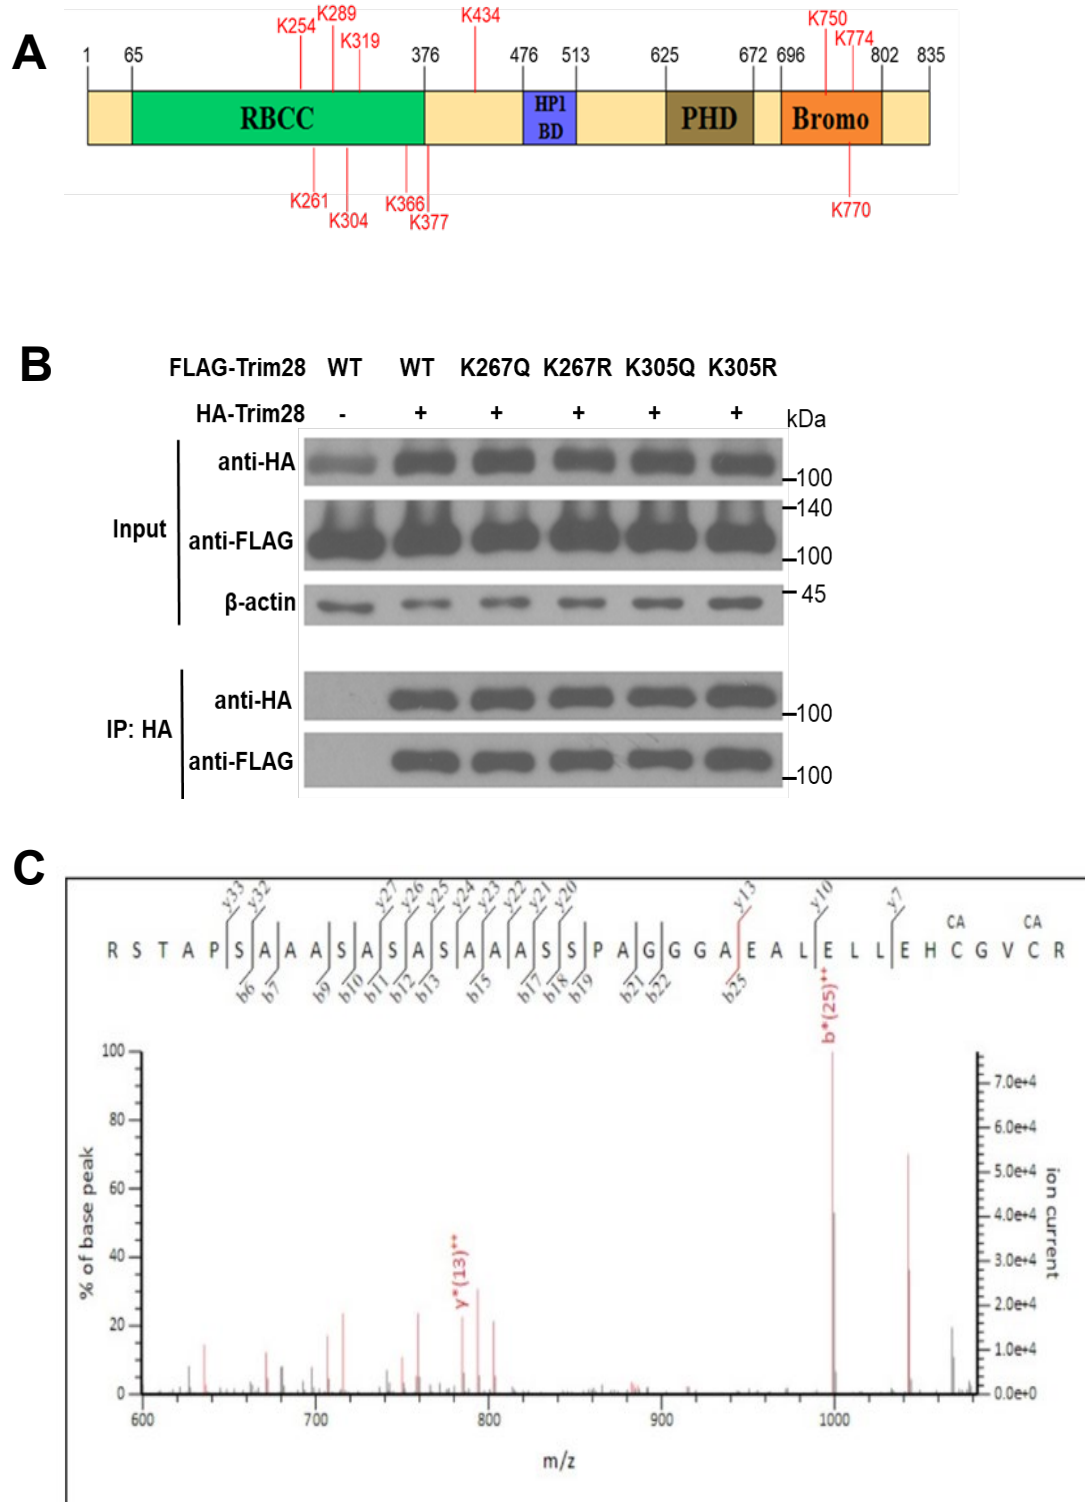 A
K254 K289 K319 K434 K750 K774
1 65 376 476 513 625 672 696 802 835
RBCC HP1 BD PHD Bromo
K261 K304 K366 K377 K770
B
FLAG-Trim28 WT WT K267Q K267R K305Q K305R
HA-Trim28 - + + + + +
kDa
Input
anti-HA
100
140
anti-FLAG
100
β-actin
45
IP: HA
anti-HA
100
anti-FLAG
100
C
y33 y32 y27 y26 y25 y24 y23 y22 y21 y20 y13 y10 y7
CA CA
R S T A P S A A A S A S A S A A A S S P A G G G A E A L E L L E H C G V C R
b6 b7 b9 b10 b11 b12 b13 b15 b17 b18 b19 b21 b22 b25
b*(25)++
y*(13)++
100
80
60
40
20
0
% of base peak
7.0e+4
6.0e+4
5.0e+4
4.0e+4
3.0e+4
2.0e+4
1.0e+4
0.0e+0
ion current
600 700 800 900 1000
m/z